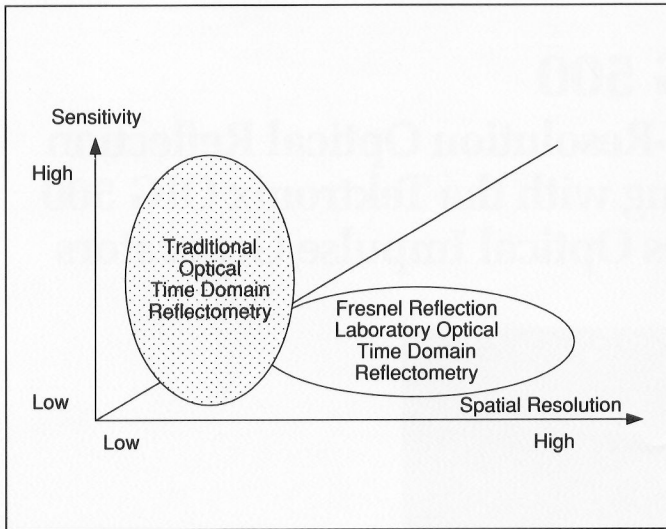 Sensitivity
High
Traditional
Optical
Time Domain
Reflectometry
Fresnel Reflection
Laboratory Optical
Time Domain
Reflectometry
Low
Spatial Resolution
Low
High